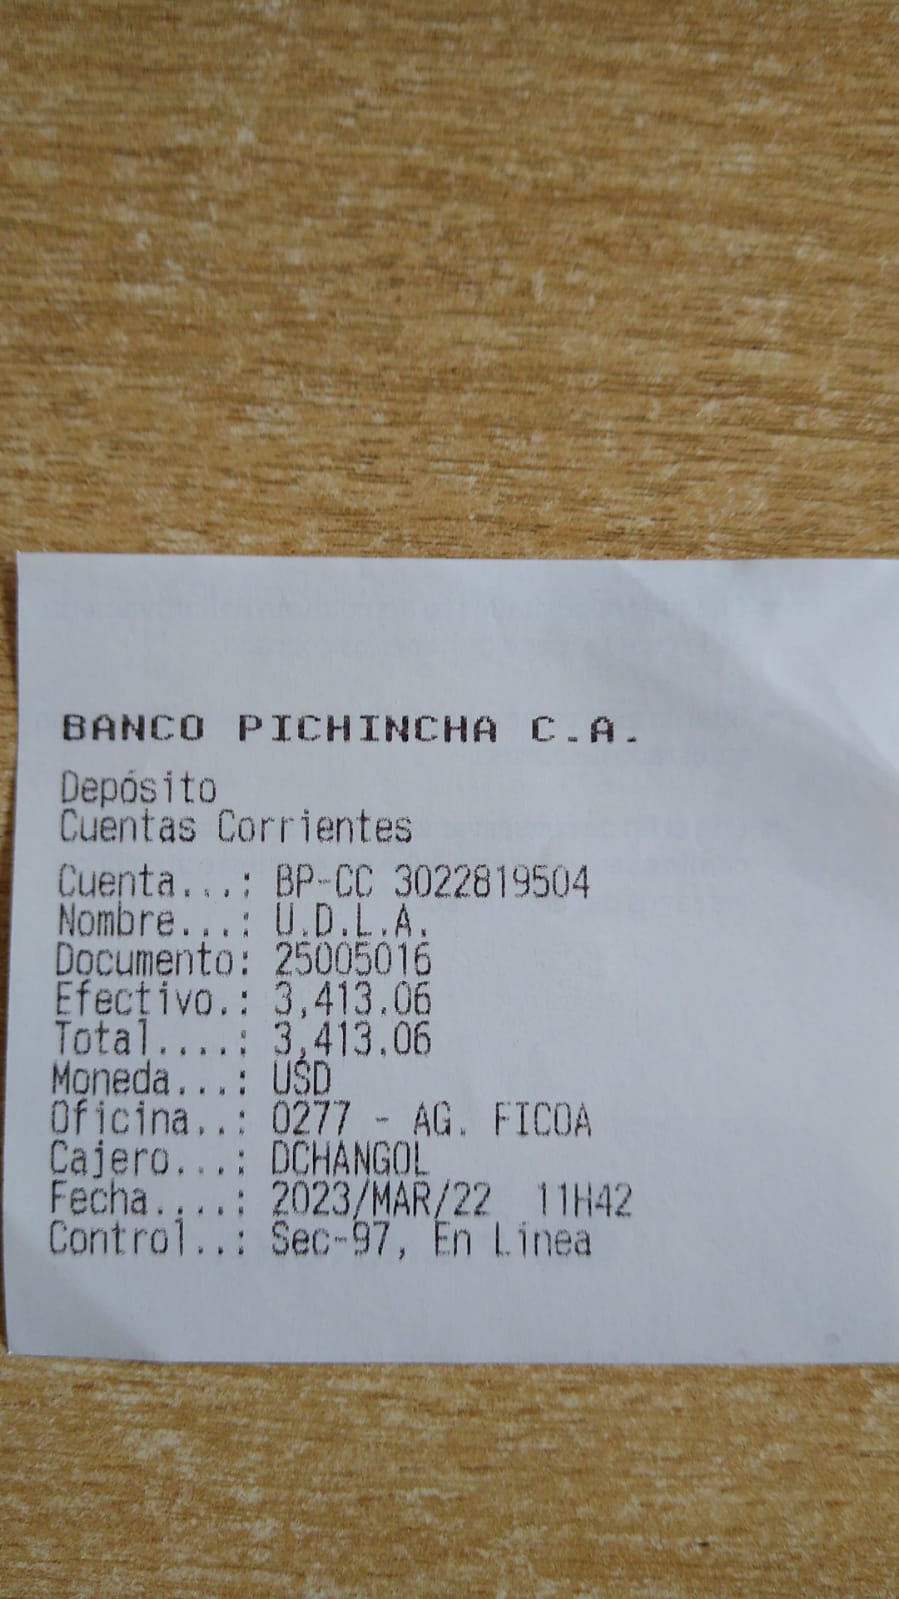 BANCO PICHINCHA C.A.
Depósito
Cuentas Corrientes
Cuenta...: BP-CC 3022819504
Nombre...: U.D.L.A.
Documento: 25005016
Efectivo.: 3,413.06
Total....: 3,413.06
Moneda...: USD
Oficina..: 0277 - AG. FICOA
Cajero...: DCHANGOL
Fecha....: 2023/MAR/22 11H42
Control..: Sec-97, En Línea